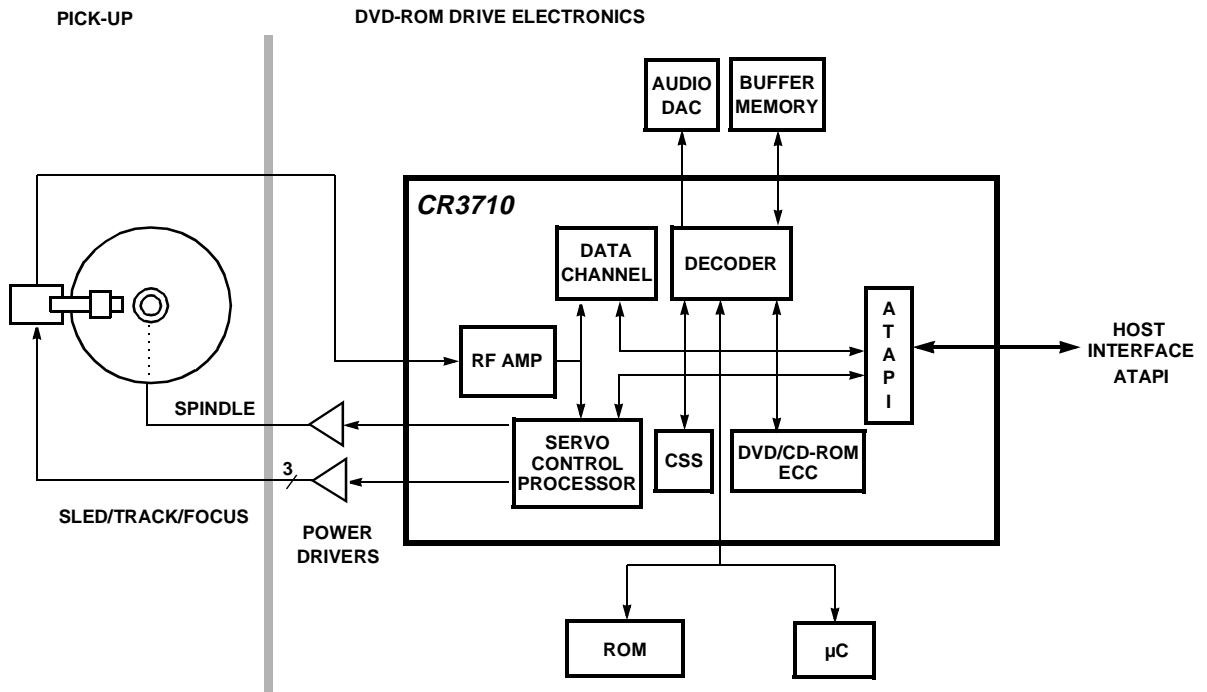 PICK-UP
DVD-ROM DRIVE ELECTRONICS
AUDIO
DAC
BUFFER
MEMORY
CR3710
DATA
CHANNEL
DECODER
A
T
A
P
I
HOST
INTERFACE
ATAPI
RF AMP
SPINDLE
SERVO
CONTROL
PROCESSOR
CSS
DVD/CD-ROM
ECC
3
SLED/TRACK/FOCUS
POWER
DRIVERS
ROM
µC